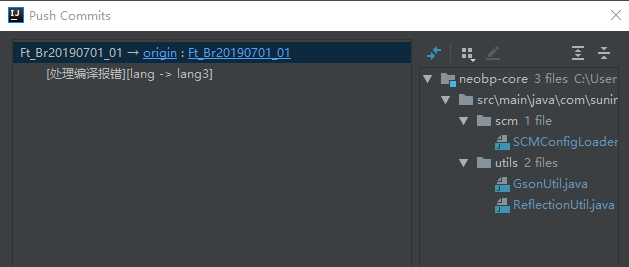 Push Commits
Ft_Br20190701_01 → origin : Ft_Br20190701_01
[处理编译报错][lang -> lang3]
neobp-core 3 files C:\User
src\main\java\com\sunin
scm 1 file
SCMConfigLoader
utils 2 files
GsonUtil.java
ReflectionUtil.java